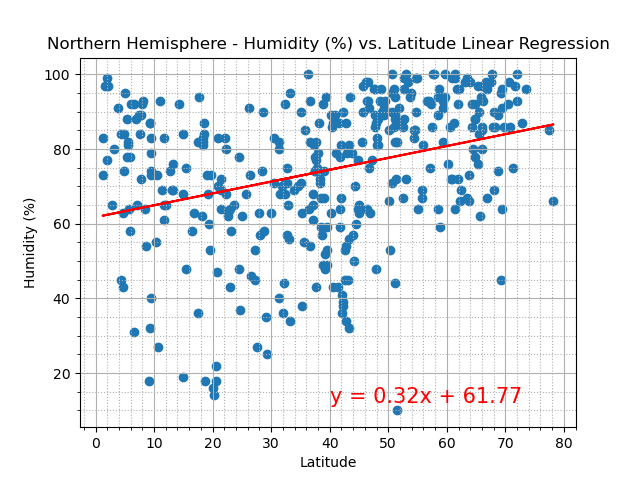 Northern Hemisphere - Humidity (%) vs. Latitude Linear Regression
100
80
60
40
20
Humidity (%)
y = 0.32x + 61.77
0 10 20 30 40 50 60 70 80
Latitude